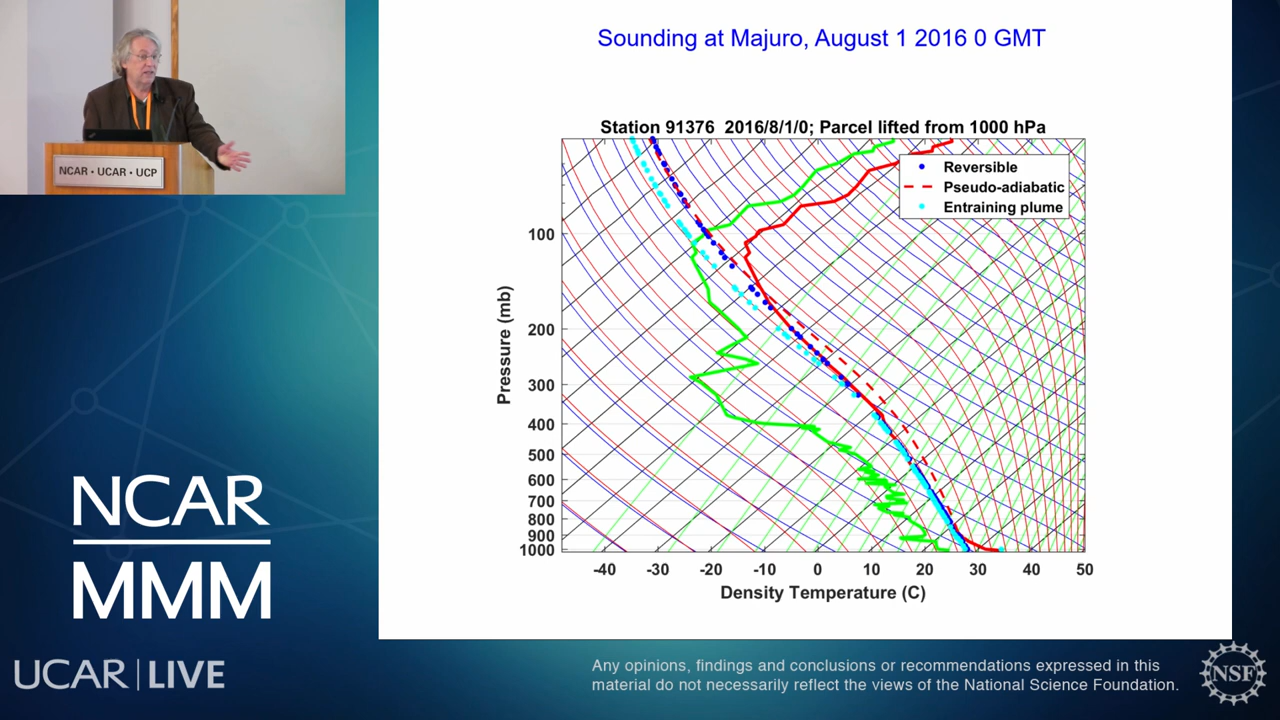 Sounding at Majuro, August 1 2016 0 GMT
Station 91376 2016/8/1/0; Parcel lifted from 1000 hPa
Reversible
Pseudo-adiabatic
Entraining plume
Pressure (mb)
100
200
300
400
500
600
700
800
900
1000
-40 -30 -20 -10 0 10 20 30 40 50
Density Temperature (C)
NCAR • UCAR • UCP
NCAR
MMM
UCAR | LIVE
Any opinions, findings and conclusions or recommendations expressed in this
material do not necessarily reflect the views of the National Science Foundation.
NSF